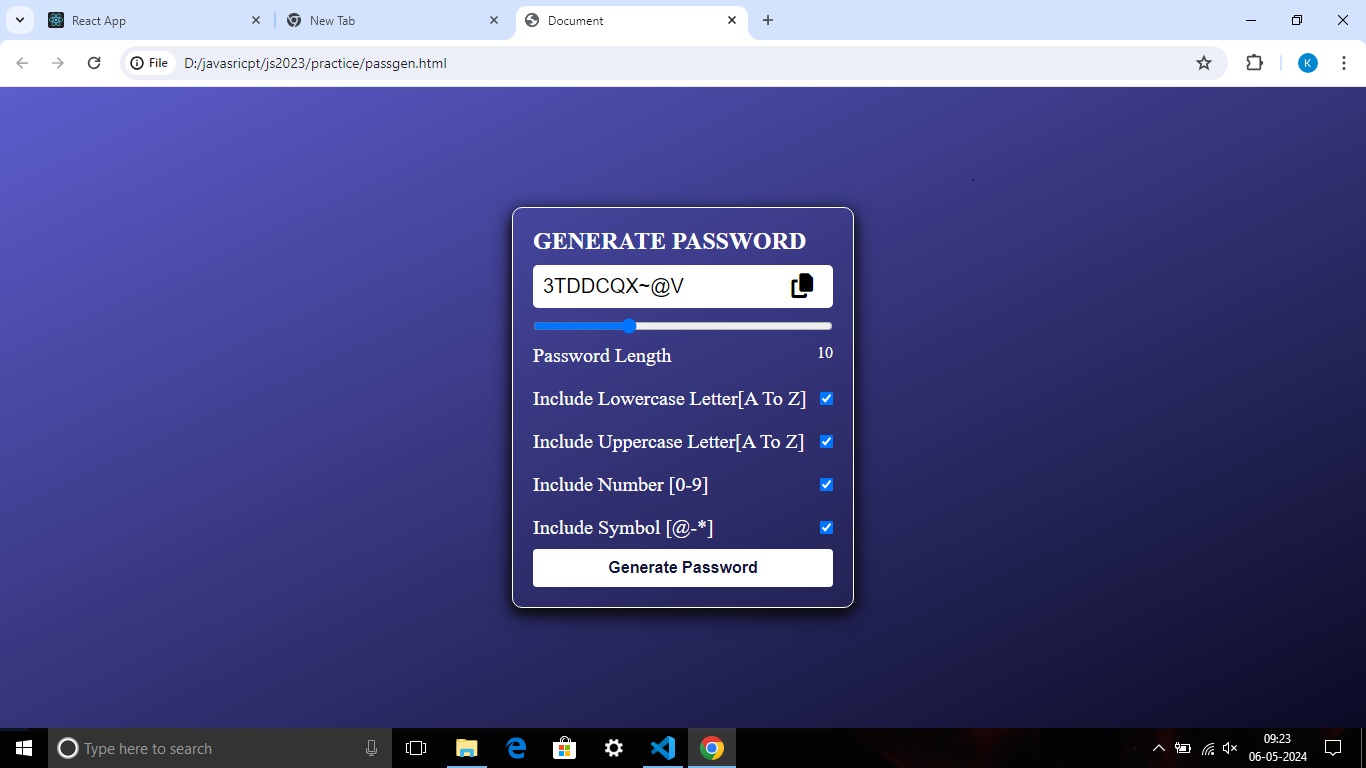 React App
New Tab
Document
File D:/javasricpt/js2023/practice/passgen.html
K
GENERATE PASSWORD
3TDDCQX~@V
Password Length 10
Include Lowercase Letter[A To Z]
Include Uppercase Letter[A To Z]
Include Number [0-9]
Include Symbol [@-*]
Generate Password
Type here to search
09:23
06-05-2024